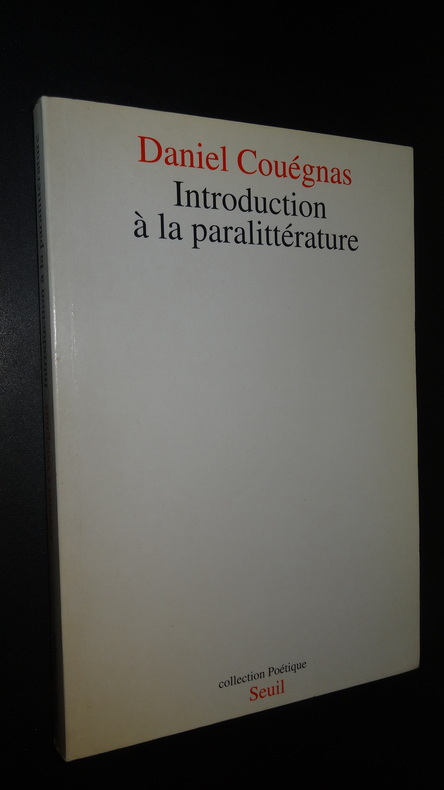 Daniel Couégnas
Introduction
à la paralittérature
collection Poétique
Seuil